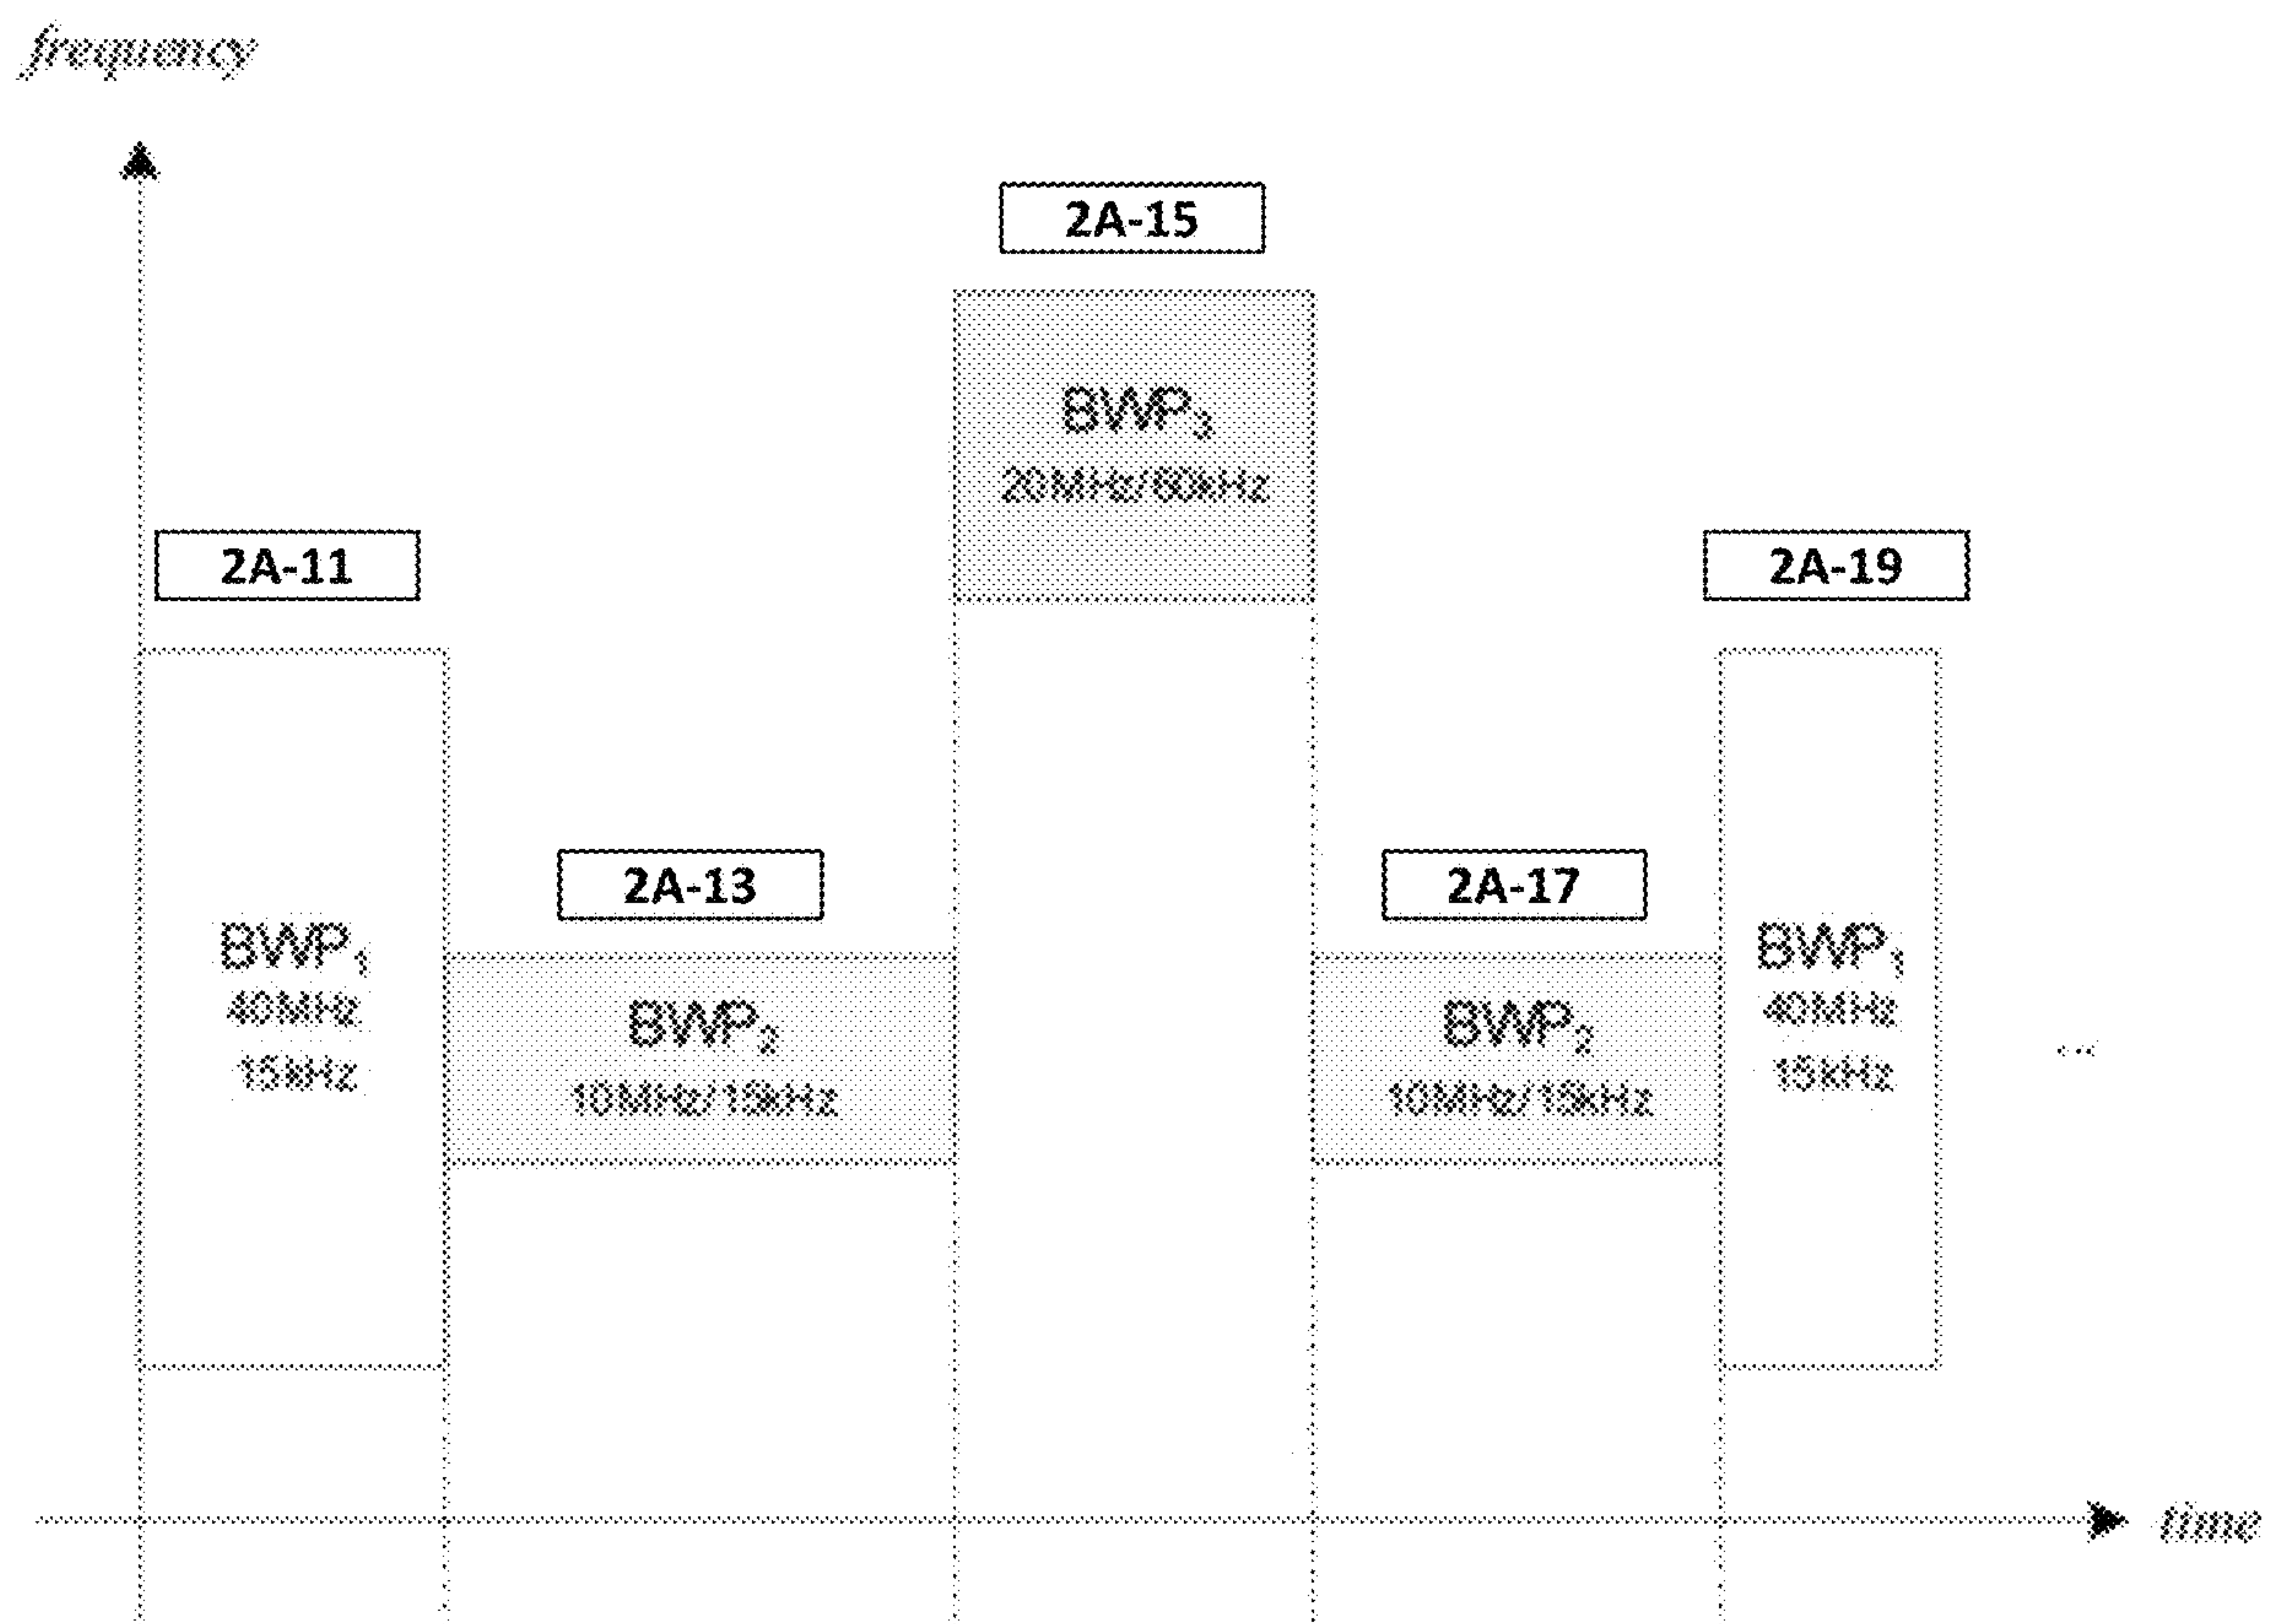 frequency
2A-15
BWP3
20MHz/60kHz
2A-11
2A-19
2A-13
2A-17
BWP1
40MHz
15kHz
BWP2
10MHz/15kHz
BWP2
10MHz/15kHz
BWP1
40MHz
15kHz
...
time